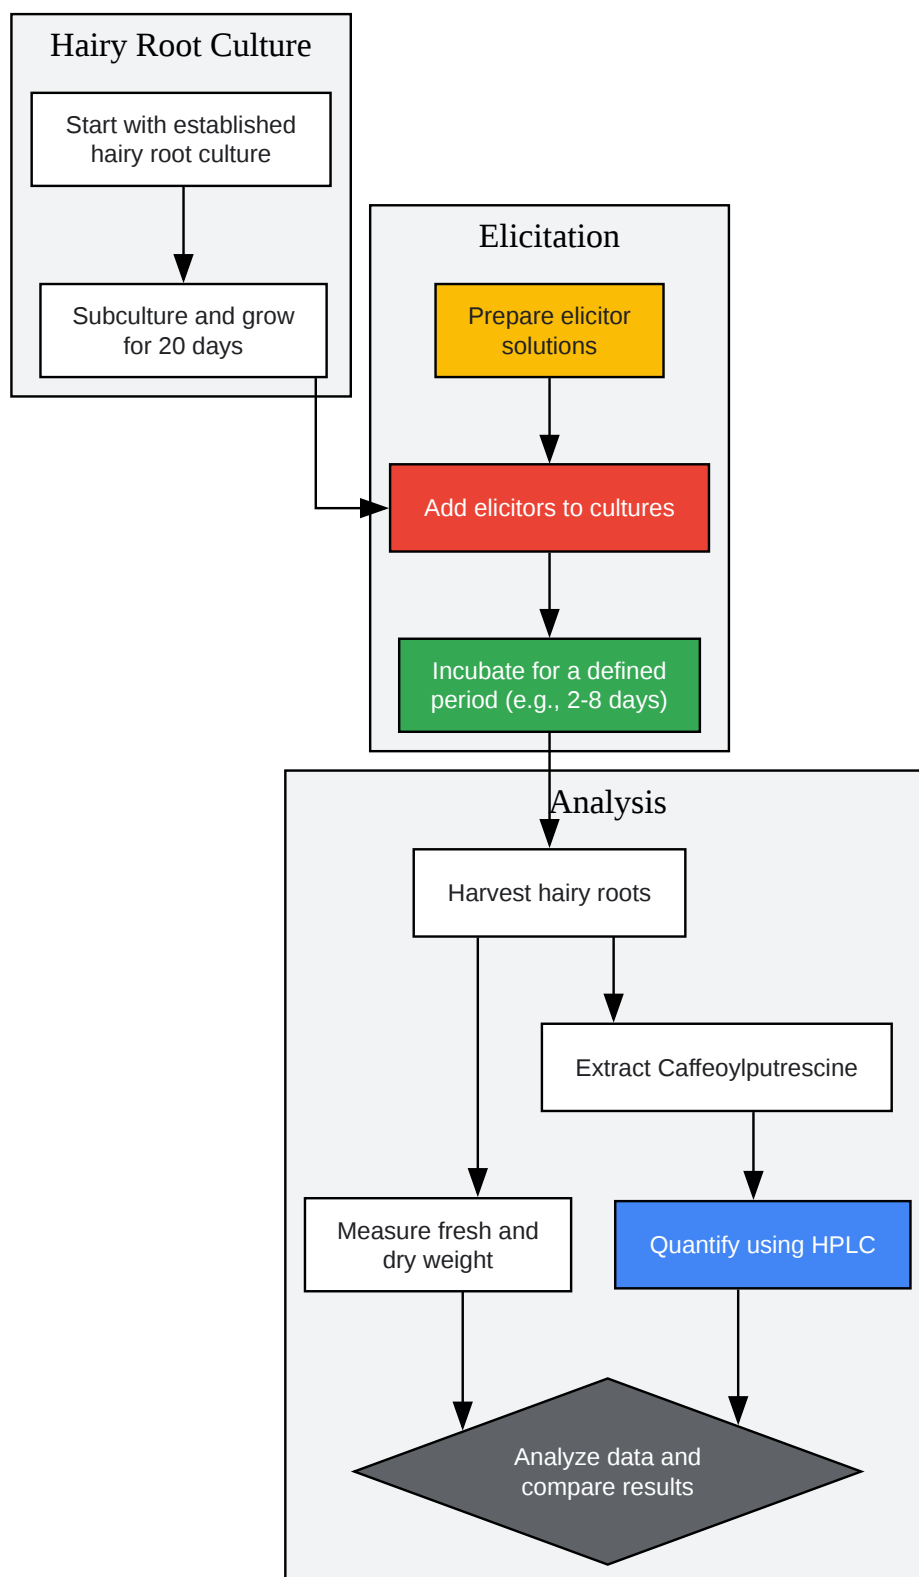 Hairy Root Culture
Start with established
hairy root culture
Subculture and grow
for 20 days
Elicitation
Prepare elicitor
solutions
Add elicitors to cultures
Incubate for a defined
period (e.g., 2-8 days)
Analysis
Harvest hairy roots
Extract Caffeoylputrescine
Measure fresh and
dry weight
Quantify using HPLC
Analyze data and
compare results